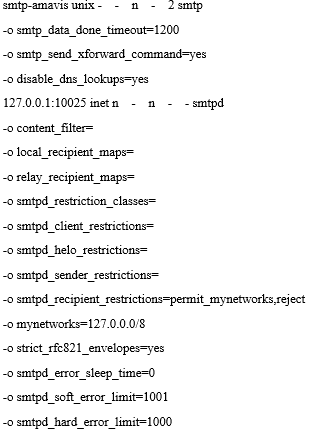 smtp-amavis unix - - n - 2 smtp
-o smtp_data_done_timeout=1200
-o smtp_send_xforward_command=yes
-o disable_dns_lookups=yes
127.0.0.1:10025 inet n - n - - smtpd
-o content_filter=
-o local_recipient_maps=
-o relay_recipient_maps=
-o smtpd_restriction_classes=
-o smtpd_client_restrictions=
-o smtpd_helo_restrictions=
-o smtpd_sender_restrictions=
-o smtpd_recipient_restrictions=permit_mynetworks,reject
-o mynetworks=127.0.0.0/8
-o strict_rfc821_envelopes=yes
-o smtpd_error_sleep_time=0
-o smtpd_soft_error_limit=1001
-o smtpd_hard_error_limit=1000